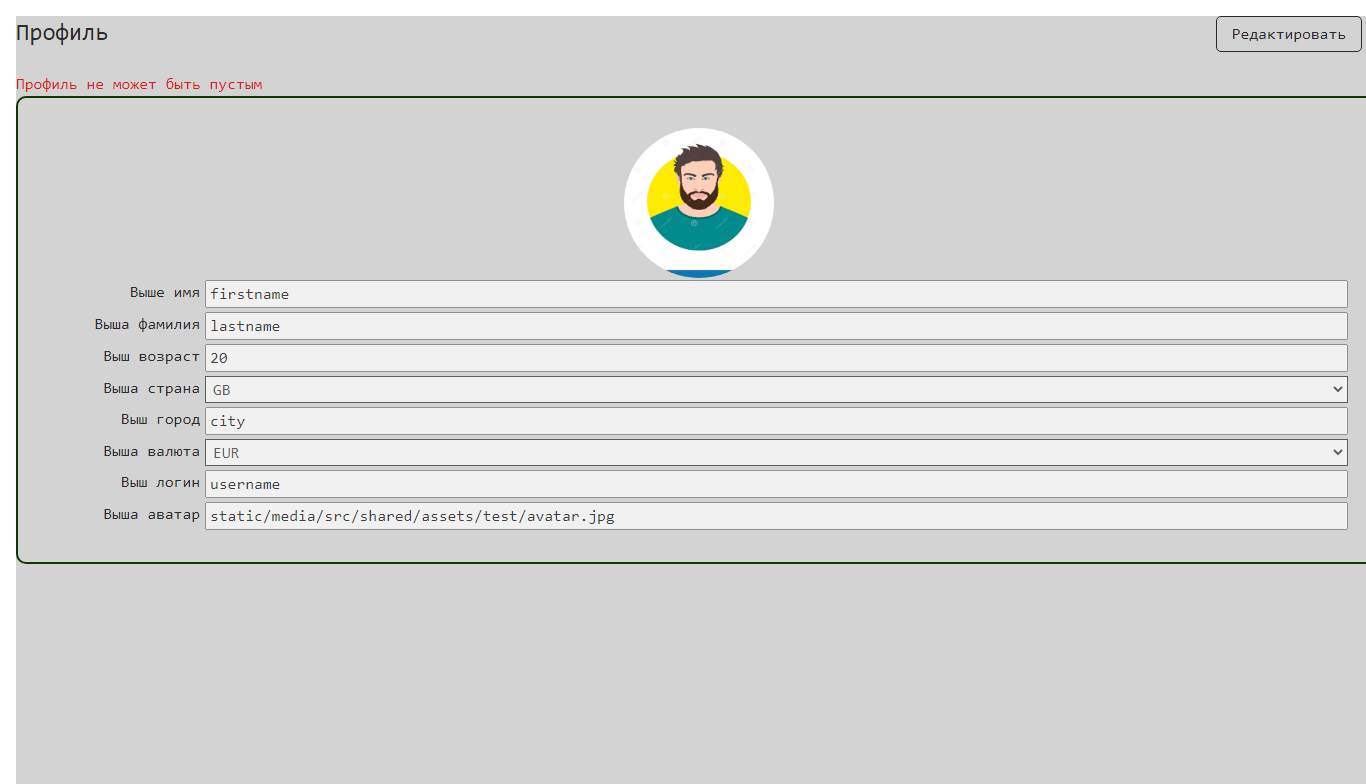 Профиль
Редактировать
Профиль не может быть пустым
Выше имя firstname
Выша фамилия lastname
Выш возраст 20
Выша страна GB
Выш город city
Выша валюта EUR
Выш логин username
Выша аватар static/media/src/shared/assets/test/avatar.jpg